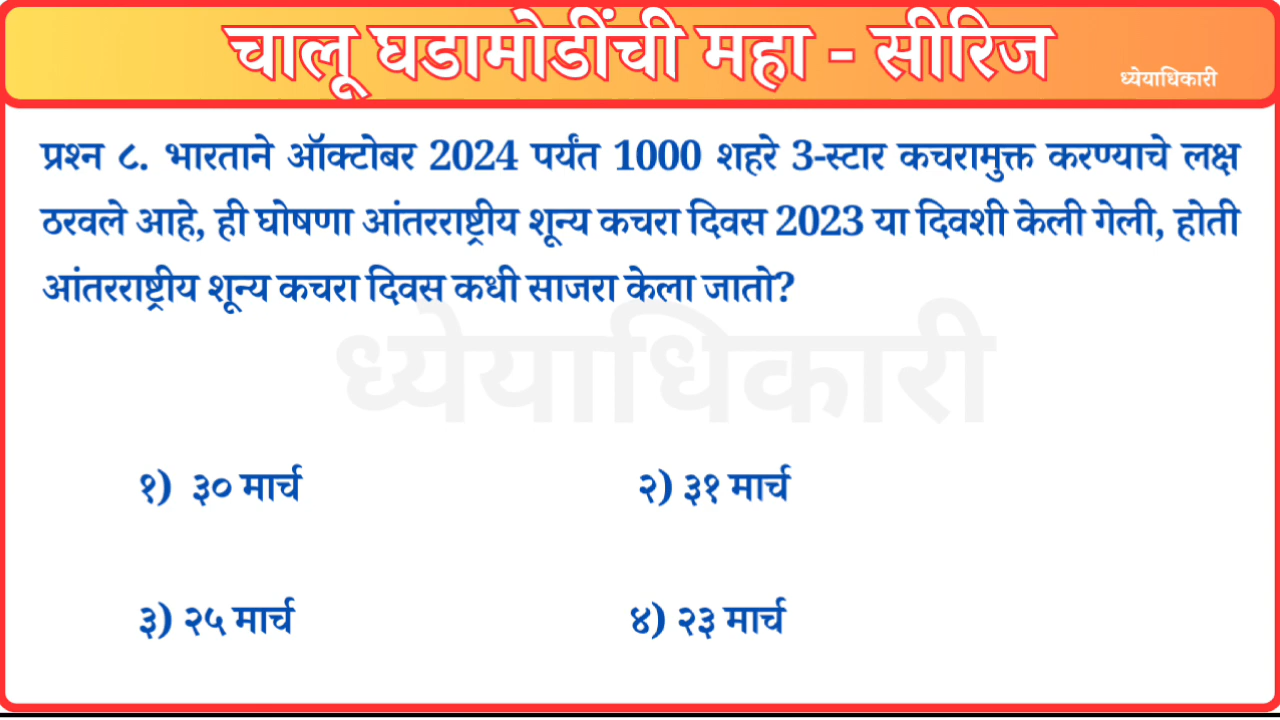 चालू घडामोडींची महा - सीरिज
ध्येयाधिकारी
प्रश्न ८. भारताने ऑक्टोबर 2024 पर्यंत 1000 शहरे 3-स्टार कचरामुक्त करण्याचे लक्ष
ठरवले आहे, ही घोषणा आंतरराष्ट्रीय शून्य कचरा दिवस 2023 या दिवशी केली गेली, होती
आंतरराष्ट्रीय शून्य कचरा दिवस कधी साजरा केला जातो?
ध्येयाधिकारी
१) ३० मार्च
२) ३१ मार्च
३) २५ मार्च
४) २३ मार्च